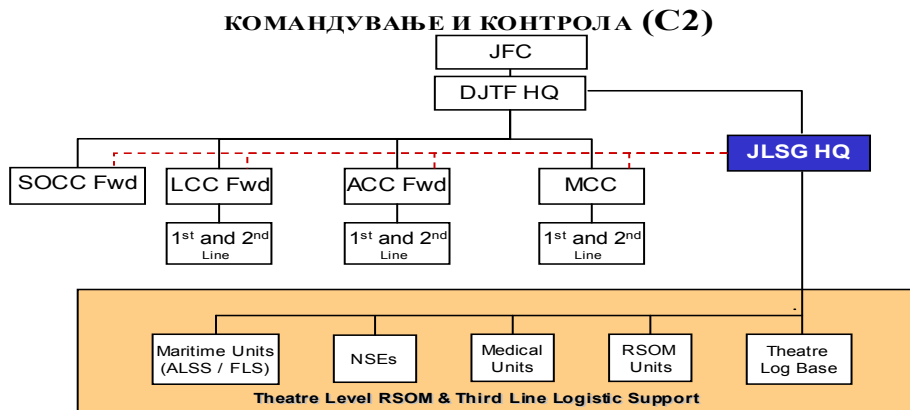 КОМАНДУВАЊЕ И КОНТРОЛА (C2)
JFC
DJTF HQ
JLSG HQ
SOCC Fwd
LCC Fwd
ACC Fwd
MCC
1st and 2nd
Line
1st and 2nd
Line
1st and 2nd
Line
Maritime Units
(ALSS / FLS)
NSEs
Medical
Units
RSOM
Units
Theatre
Log Base
Theatre Level RSOM & Third Line Logistic Support